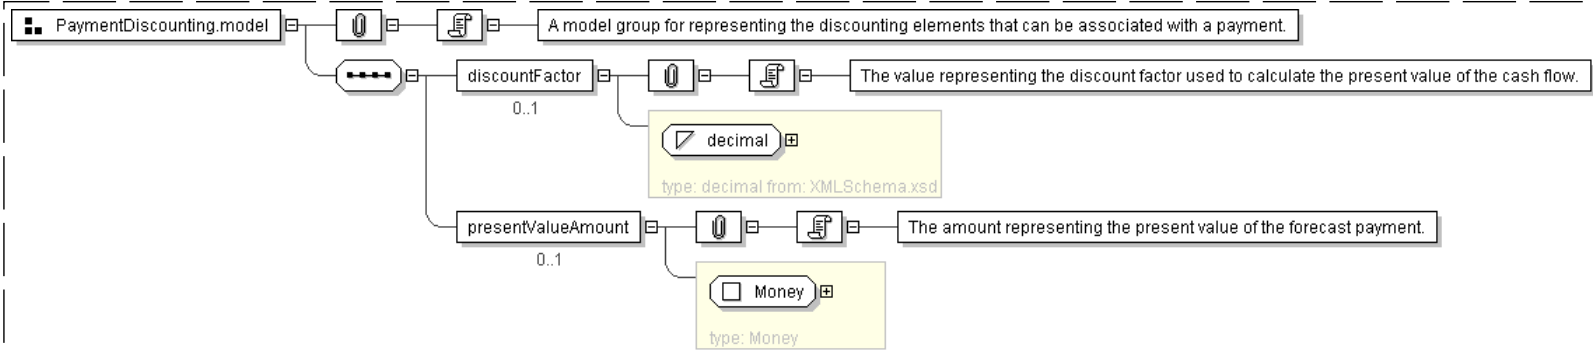 PaymentDiscounting.model
A model group for representing the discounting elements that can be associated with a payment.
discountFactor
The value representing the discount factor used to calculate the present value of the cash flow.
0..1
decimal
type: decimal from: XMLSchema.xsd
presentValueAmount
The amount representing the present value of the forecast payment.
0..1
Money
type: Money